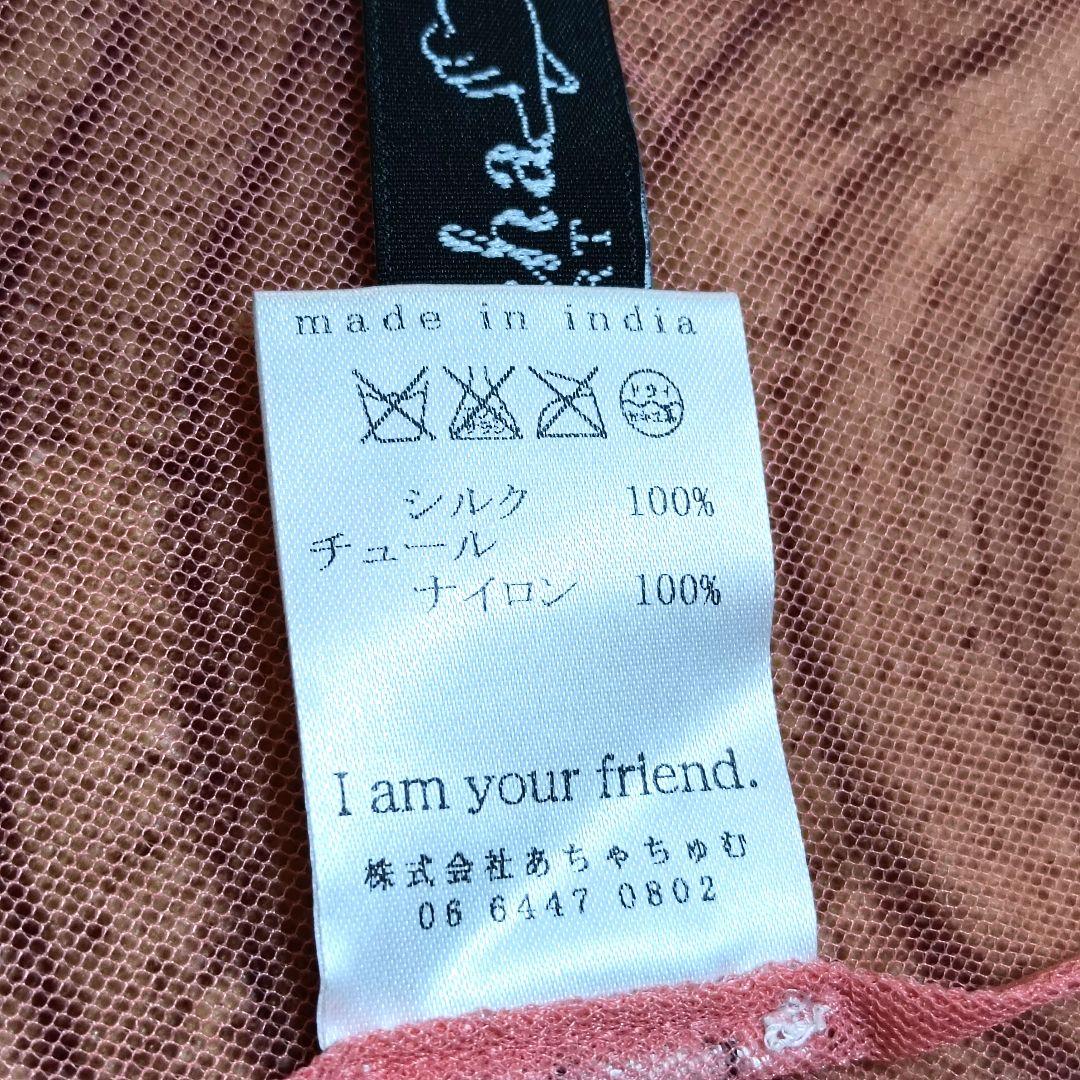 made in india
シルク 100%
チュール
ナイロン 100%
I am your friend.
株式会社あちゃちゅむ
06 6447 0802